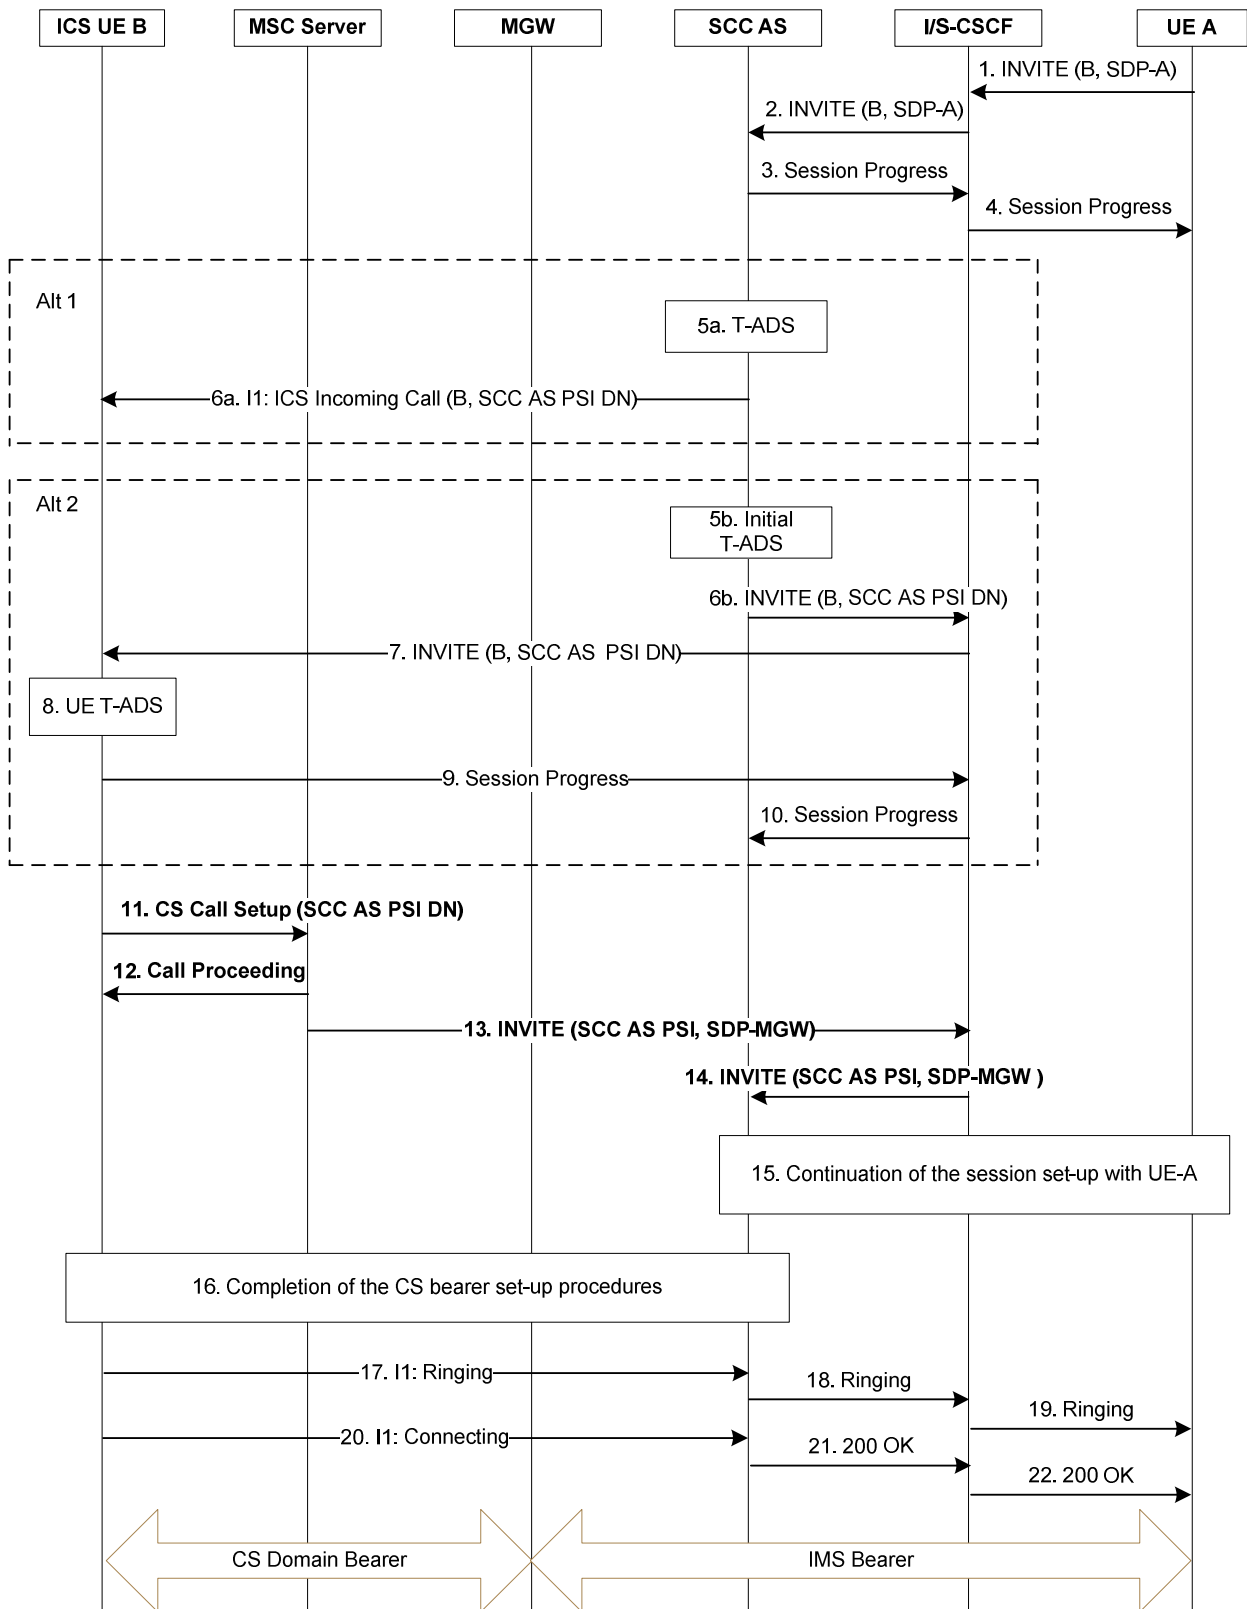 ICS UE B
MSC Server
MGW
SCC AS
I/S-CSCF
UE A
1. INVITE (B, SDP-A)
2. INVITE (B, SDP-A)
3. Session Progress
4. Session Progress
Alt 1
5a. T-ADS
6a. I1: ICS Incoming Call (B, SCC AS PSI DN)
Alt 2
5b. Initial
T-ADS
6b. INVITE (B, SCC AS PSI DN)
7. INVITE (B, SCC AS PSI DN)
8. UE T-ADS
9. Session Progress
10. Session Progress
11. CS Call Setup (SCC AS PSI DN)
12. Call Proceeding
13. INVITE (SCC AS PSI, SDP-MGW)
14. INVITE (SCC AS PSI, SDP-MGW )
15. Continuation of the session set-up with UE-A
16. Completion of the CS bearer set-up procedures
17. I1: Ringing
18. Ringing
19. Ringing
20. I1: Connecting
21. 200 OK
22. 200 OK
CS Domain Bearer
IMS Bearer